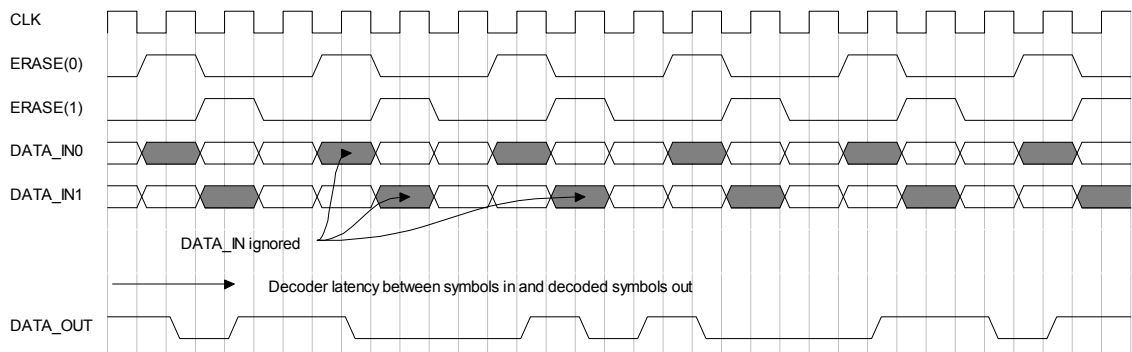 CLK
ERASE(0)
ERASE(1)
DATA_IN0
DATA_IN1
DATA_IN ignored
Decoder latency between symbols in and decoded symbols out
DATA_OUT